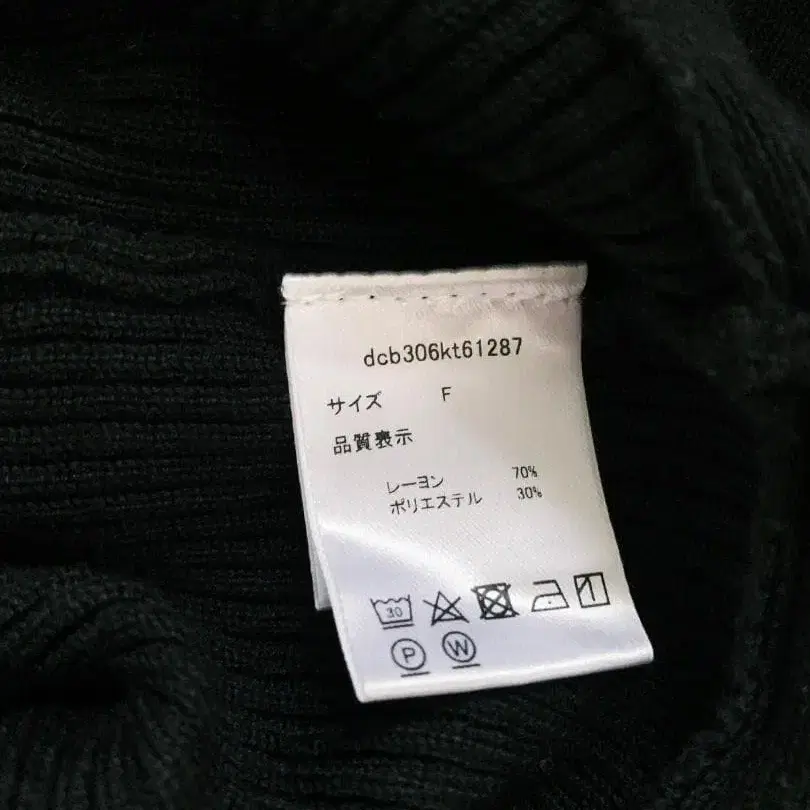 dcb306kt61287
サイズ F
品質表示
レーヨン 70%
ポリエステル 30%
30
P W